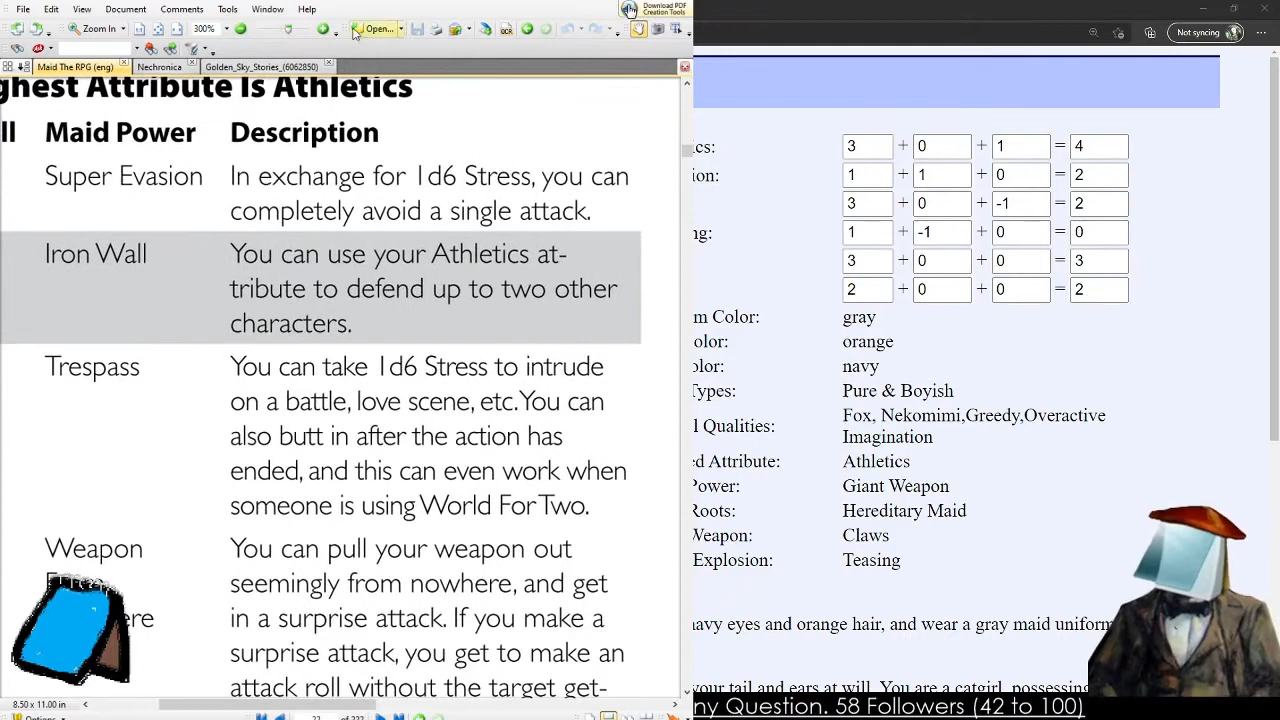 File Edit View Document Comments Tools Window Help
Download PDF
Creation Tools
Zoom In 300% Open... OCR
Not syncing
Maid The RPG (eng) Nechronica Golden_Sky_Stories_(6062850)
ghest Attribute Is Athletics
ll Maid Power Description
Super Evasion In exchange for 1d6 Stress, you can
completely avoid a single attack.
Iron Wall You can use your Athletics at-
tribute to defend up to two other
characters.
Trespass You can take 1d6 Stress to intrude
on a battle, love scene, etc. You can
also butt in after the action has
ended, and this can even work when
someone is using World For Two.
Weapon You can pull your weapon out
seemingly from nowhere, and get
ere in a surprise attack. If you make a
surprise attack, you get to make an
attack roll without the target get-
8.50 x 11.00 in
Options
cs: 3 + 0 + 1 = 4
ion: 1 + 1 + 0 = 2
3 + 0 + -1 = 2
ng: 1 + -1 + 0 = 0
3 + 0 + 0 = 3
2 + 0 + 0 = 2
m Color: gray
olor: orange
olor: navy
Types: Pure & Boyish
l Qualities: Fox, Nekomimi,Greedy,Overactive
Imagination
ed Attribute: Athletics
Power: Giant Weapon
Roots: Hereditary Maid
Weapon: Claws
Explosion: Teasing
navy eyes and orange hair, and wear a gray maid uniform
your tail and ears at will. You are a catgirl, possessing
ny Question. 58 Followers (42 to 100)